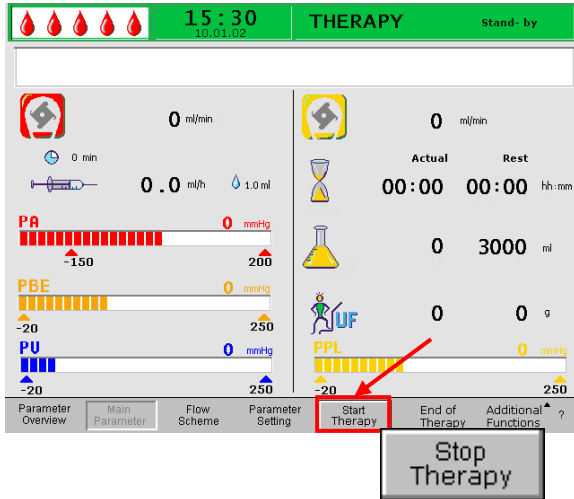 15:30
10.01.02
THERAPY
Stand- by
0 ml/min
0 min
0.0 ml/h 1.0 ml
PA 0 mmHg
-150 200
PBE 0 mmHg
-20 250
PV 0 mmHg
-20 250
0 ml/min
Actual Rest
00:00 00:00 hh:mm
0 3000 ml
UF 0 0 g
PPL 0 mmHg
-20 250
Parameter Overview
Main Parameter
Flow Scheme
Parameter Setting
Start Therapy
End of Therapy
Additional Functions
?
Stop
Therapy